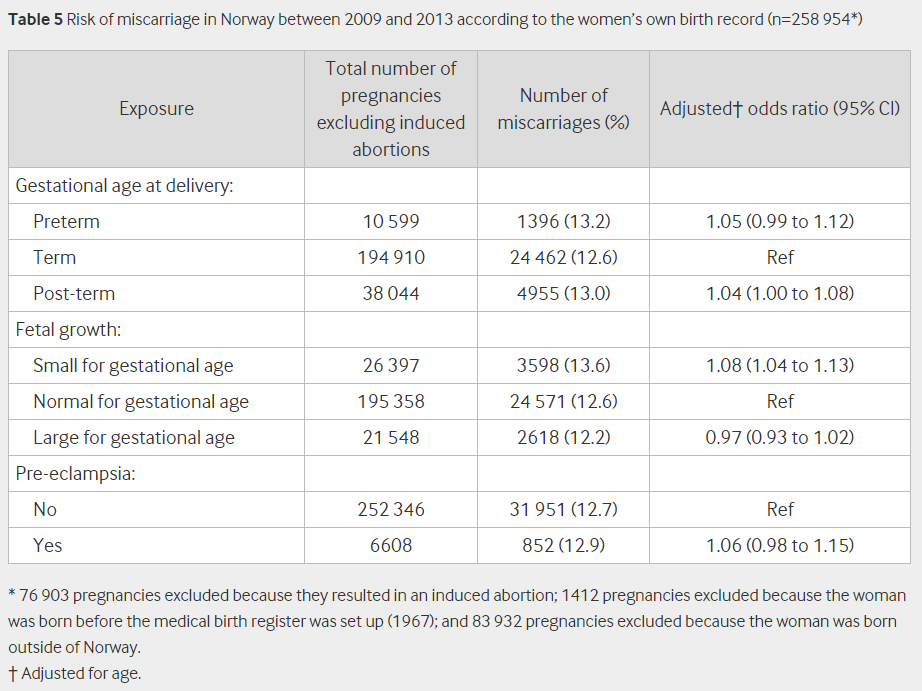 Table 5 Risk of miscarriage in Norway between 2009 and 2013 according to the women’s own birth record (n=258 954*)
Exposure
Total number of
pregnancies
excluding induced
abortions
Number of
miscarriages (%)
Adjusted† odds ratio (95% CI)
Gestational age at delivery:
Preterm 10 599 1396 (13.2) 1.05 (0.99 to 1.12)
Term 194 910 24 462 (12.6) Ref
Post-term 38 044 4955 (13.0) 1.04 (1.00 to 1.08)
Fetal growth:
Small for gestational age 26 397 3598 (13.6) 1.08 (1.04 to 1.13)
Normal for gestational age 195 358 24 571 (12.6) Ref
Large for gestational age 21 548 2618 (12.2) 0.97 (0.93 to 1.02)
Pre-eclampsia:
No 252 346 31 951 (12.7) Ref
Yes 6608 852 (12.9) 1.06 (0.98 to 1.15)
* 76 903 pregnancies excluded because they resulted in an induced abortion; 1412 pregnancies excluded because the woman
was born before the medical birth register was set up (1967); and 83 932 pregnancies excluded because the woman was born
outside of Norway.
† Adjusted for age.